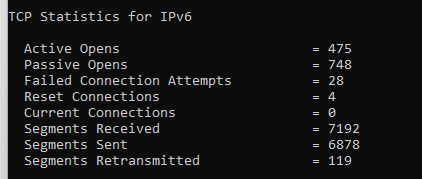 TCP Statistics for IPv6
Active Opens = 475
Passive Opens = 748
Failed Connection Attempts = 28
Reset Connections = 4
Current Connections = 0
Segments Received = 7192
Segments Sent = 6878
Segments Retransmitted = 119